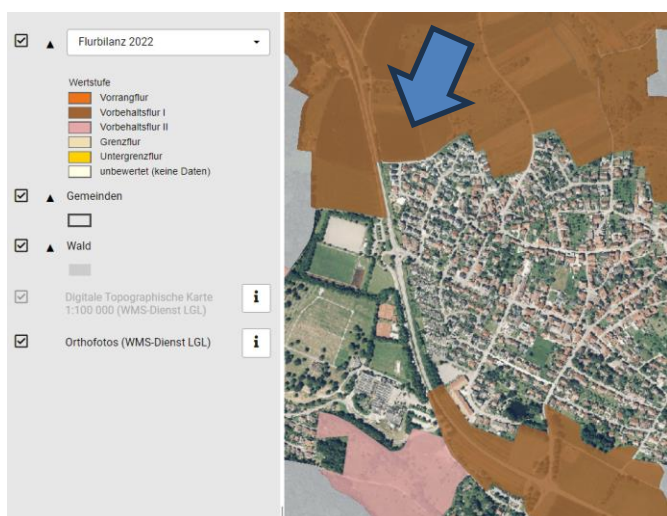 Flurbilanz 2022
Wertstufe
Vorrangflur
Vorbehaltsflur I
Vorbehaltsflur II
Grenzflur
Untergrenzflur
unbewertet (keine Daten)
Gemeinden
Wald
Digitale Topographische Karte
1:100 000 (WMS-Dienst LGL)
i
Orthofotos (WMS-Dienst LGL)
i